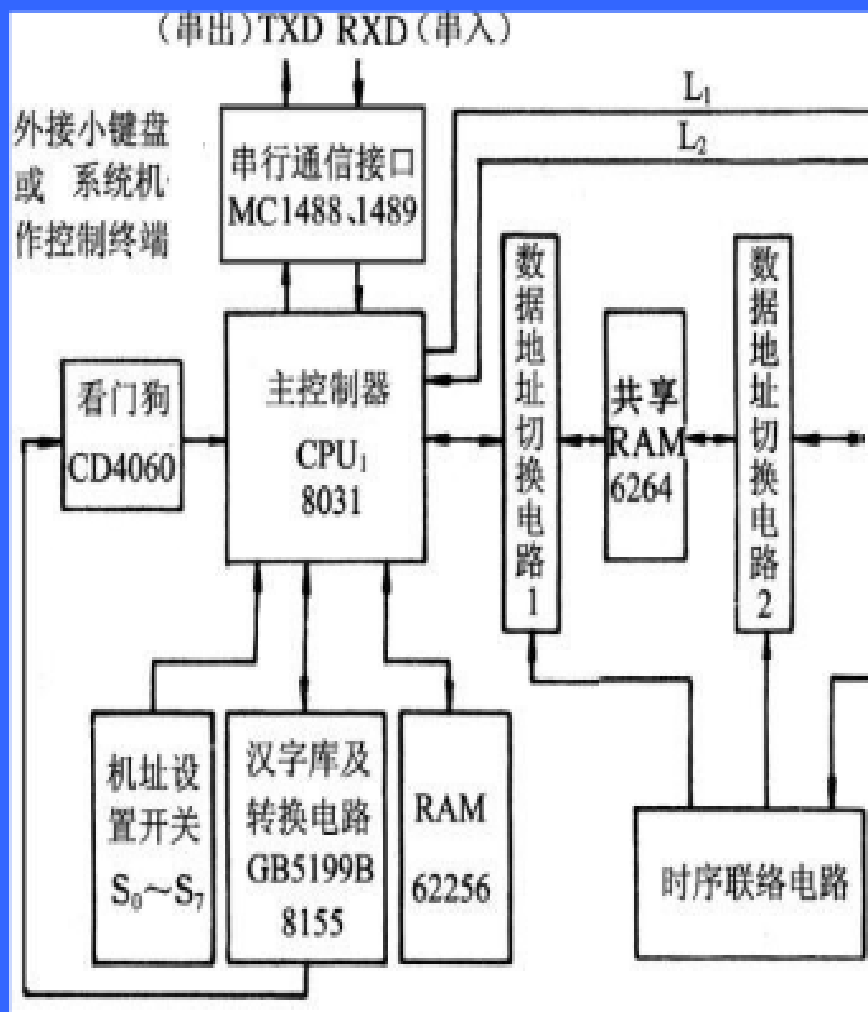 (串出)TXD RXD(串入)
L₁
L₂
外接小键盘
或 系统机
作控制终端
串行通信接口
MC1488、1489
看门狗
CD4060
主控制器
CPU₁
8031
数据地址切换电路1
共享
RAM
6264
数据地址切换电路2
机址设
置开关
S₀～S₇
汉字库及
转换电路
GB5199B
8155
RAM
62256
时序联络电路